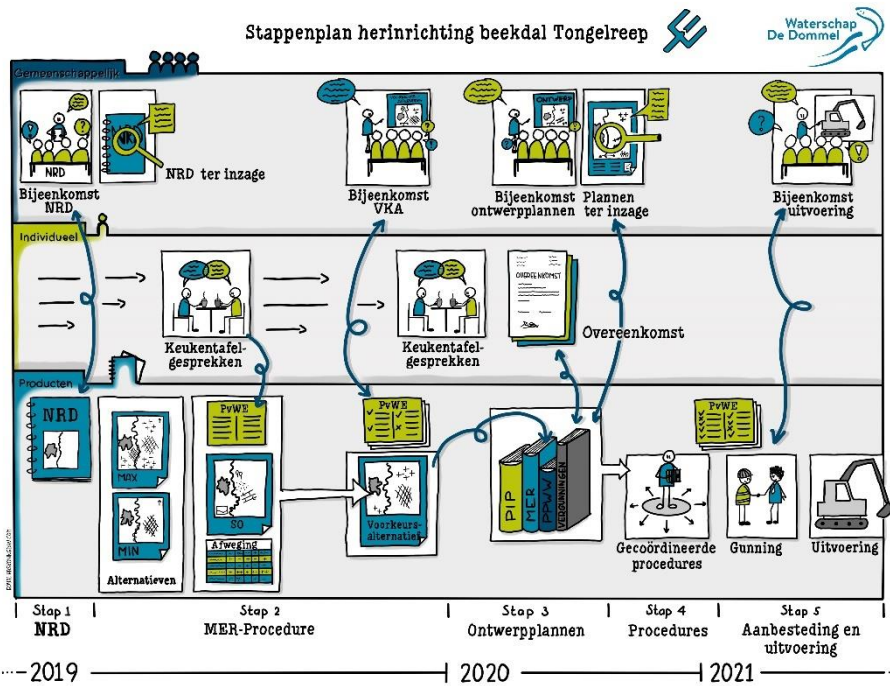 Stappenplan herinrichting beekdal Tongelreep
Waterschap
De Dommel
Gemeenschappelijk
NRD
Bijeenkomst
NRD
NRD ter inzage
Bijeenkomst
VKA
ONTWERP
Bijeenkomst
ontwerpplannen
Plannen
ter inzage
Bijeenkomst
uitvoering
Individueel
Keukentafel-
gesprekken
Keukentafel-
gesprekken
OVEREENKOMST
Overeenkomst
Producten
NRD
MAX
MIN
Alternatieven
PvWE
SO
Afweging
PvWE
Voorkeurs-
alternatief
PIP
MER
PPWW
VERGUNNINGEN
Gecoördineerde
procedures
PvWE
Gunning
Uitvoering
Stap 1
NRD
Stap 2
MER-Procedure
Stap 3
Ontwerpplannen
Stap 4
Procedures
Stap 5
Aanbesteding en
uitvoering
2019
2020
2021